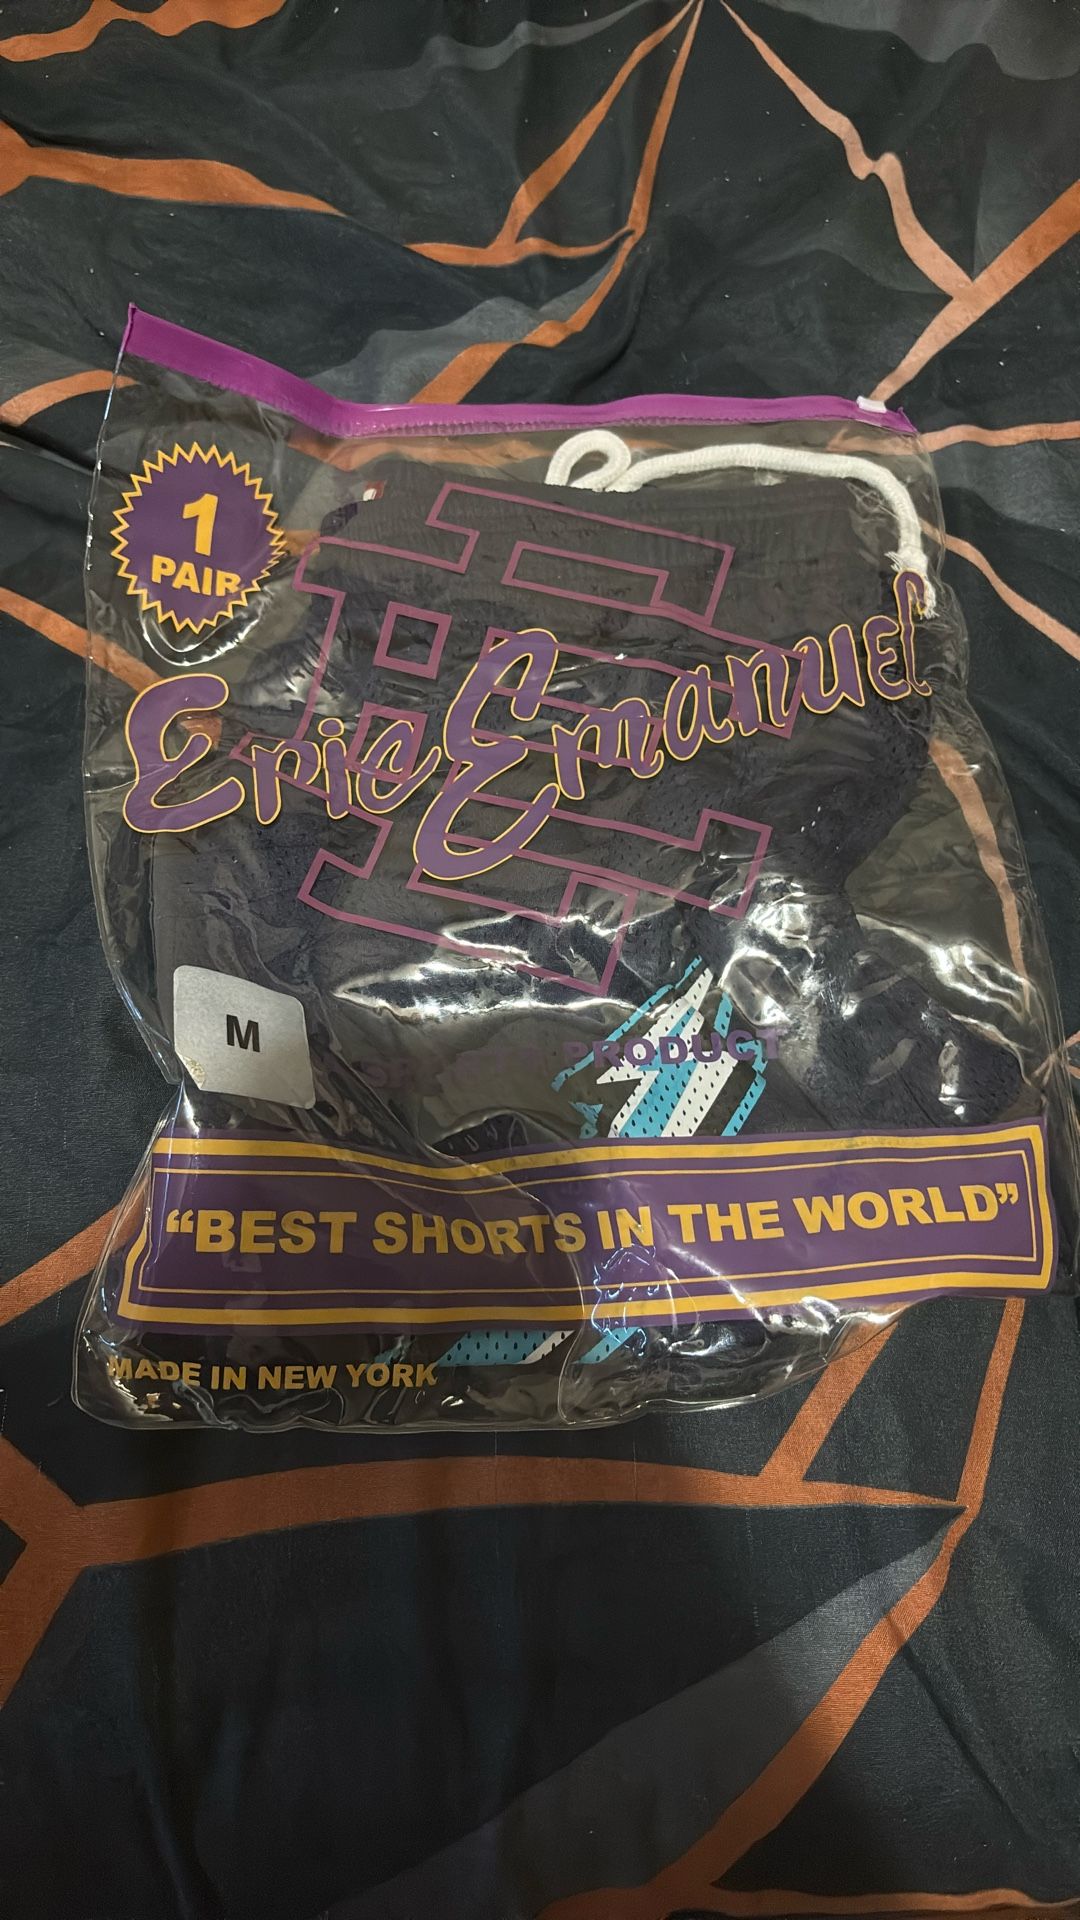 1
PAIR
Eric Emanuel
M
PRODUCT
“BEST SHORTS IN THE WORLD”
MADE IN NEW YORK